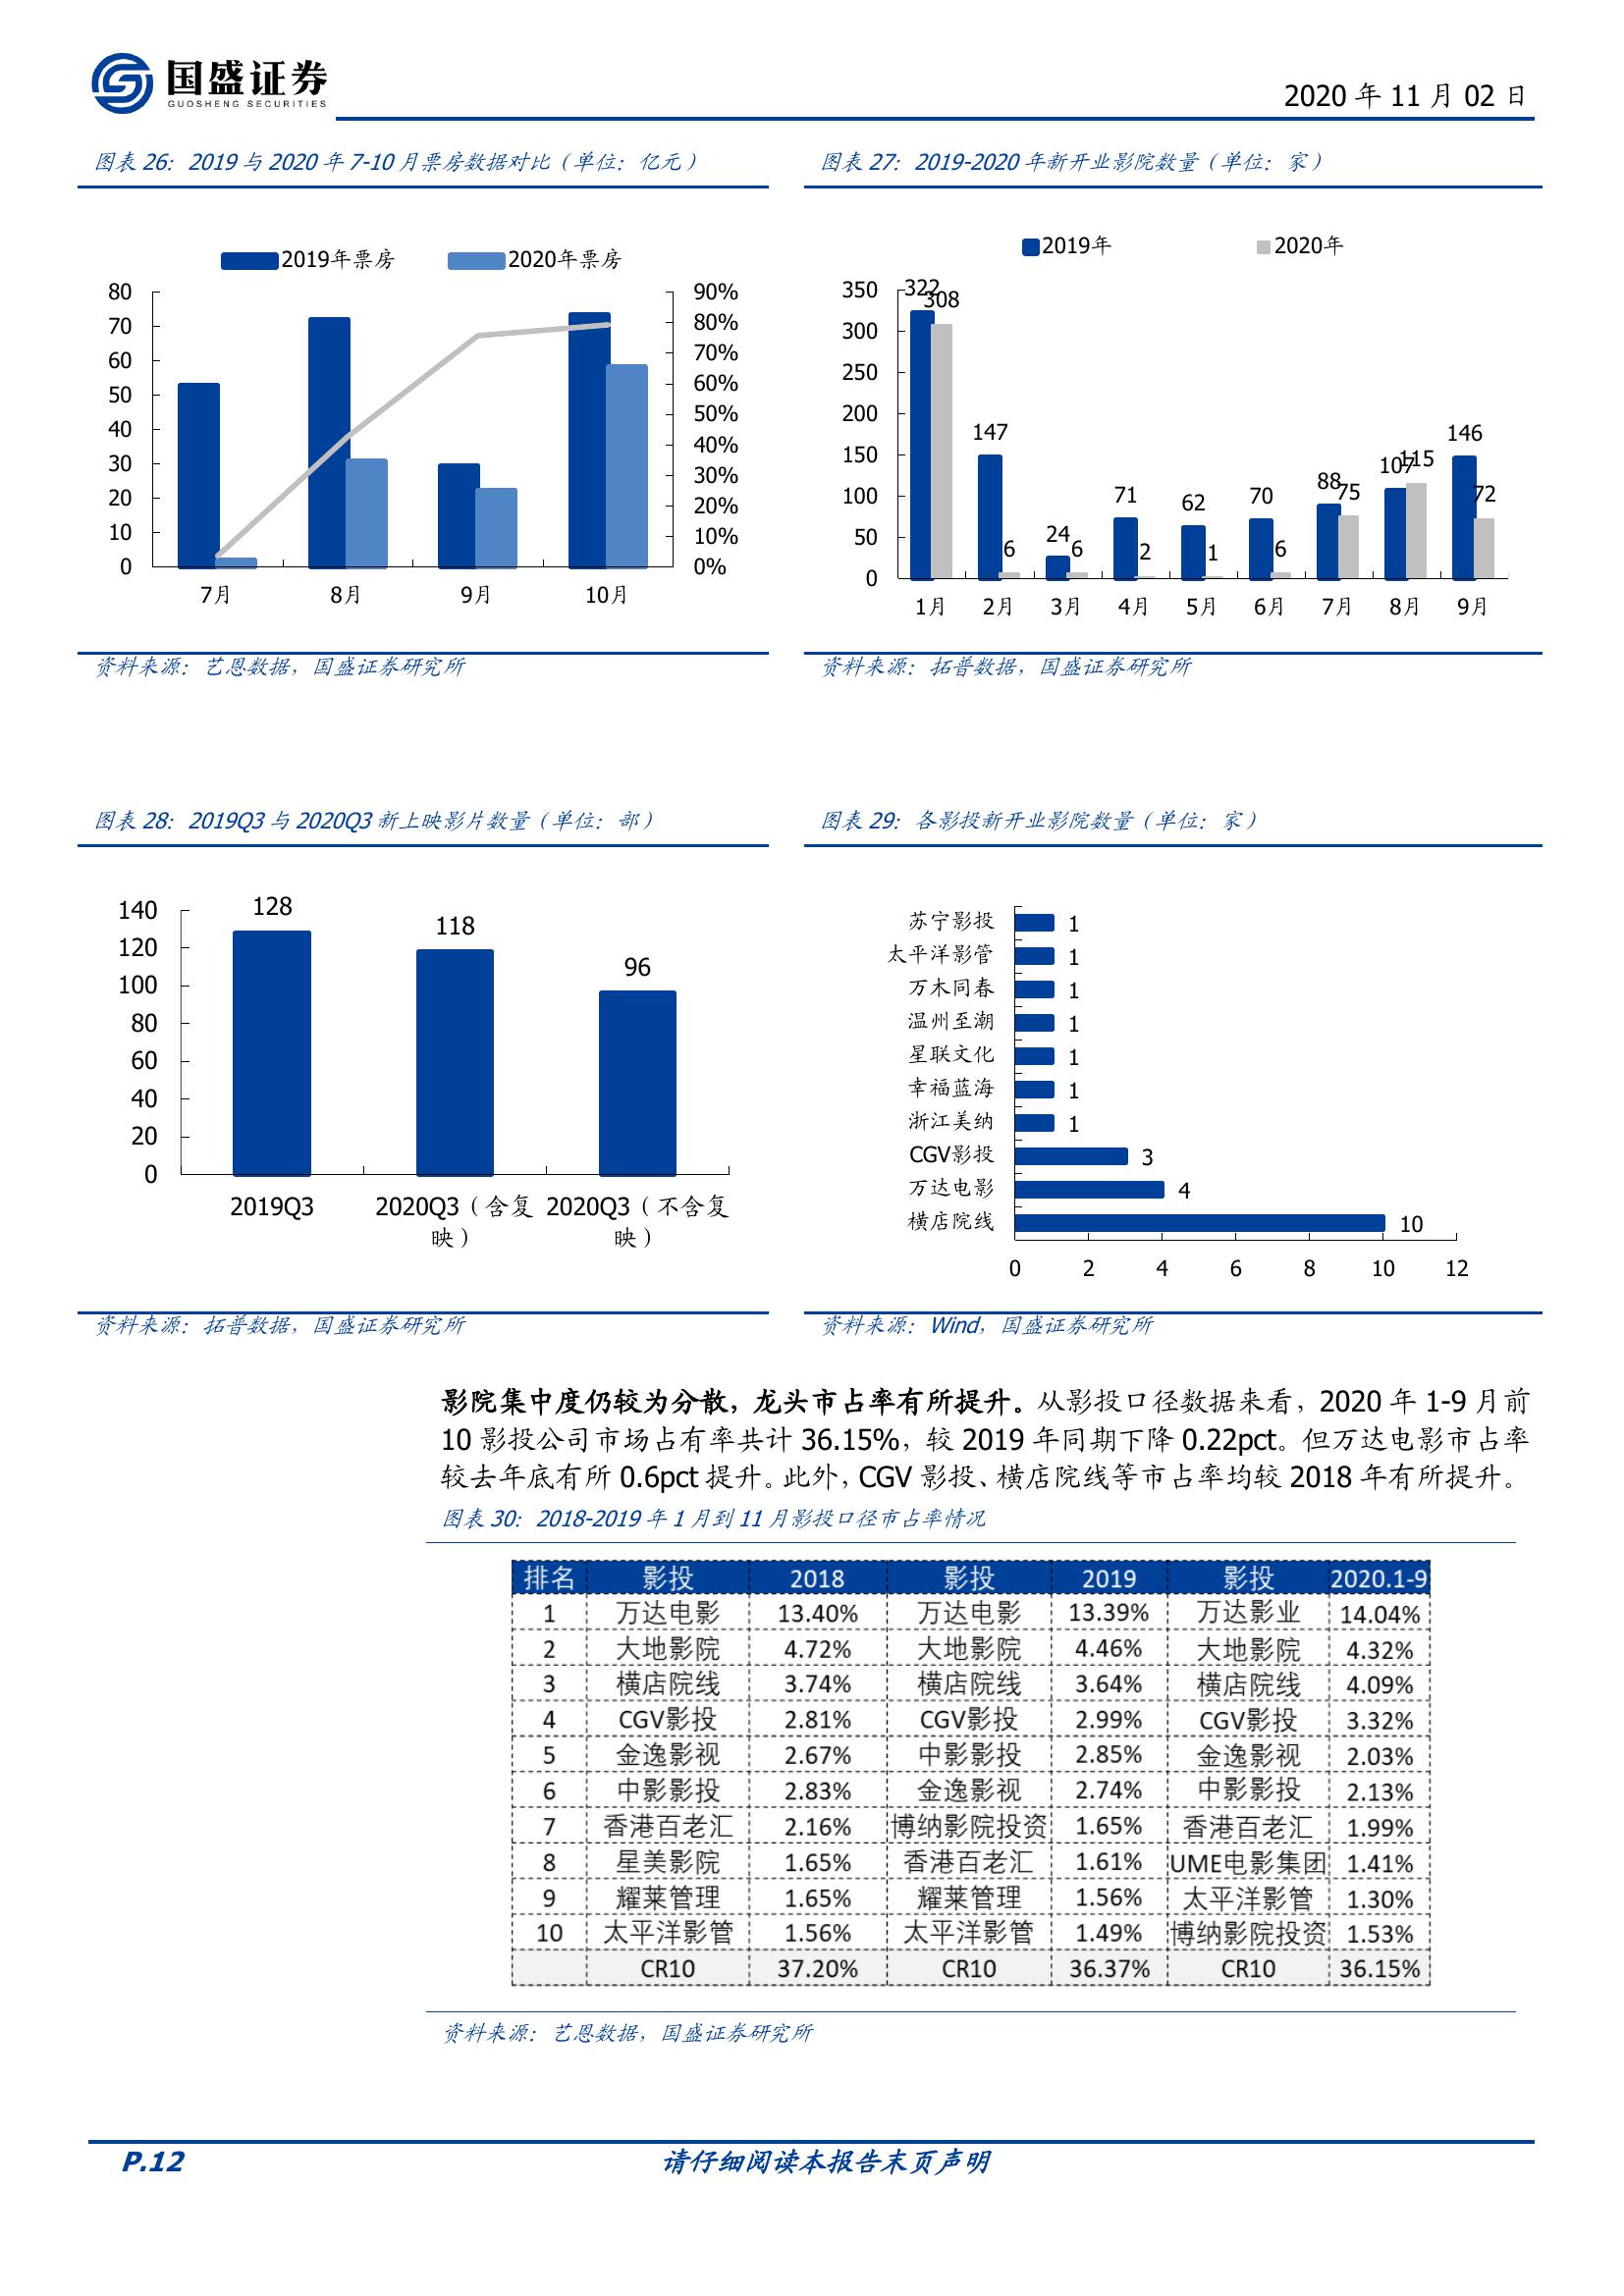 国盛证券
GUOSHENG SECURITIES
2020 年 11 月 02 日
图表 26：2019 与 2020 年 7-10 月票房数据对比（单位：亿元）
2019年票房 2020年票房
80
70
60
50
40
30
20
10
0
90%
80%
70%
60%
50%
40%
30%
20%
10%
0%
7月 8月 9月 10月
资料来源：艺恩数据，国盛证券研究所
图表 27：2019-2020 年新开业影院数量（单位：家）
2019年 2020年
350
300
250
200
150
100
50
0
322 308 147 6 24 6 71 2 62 1 70 6 88 75 107 115 146 72
1月 2月 3月 4月 5月 6月 7月 8月 9月
资料来源：拓普数据，国盛证券研究所
图表 28：2019Q3 与 2020Q3 新上映影片数量（单位：部）
140
120
100
80
60
40
20
0
128 118 96
2019Q3 2020Q3（含复 2020Q3（不含复
映） 映）
资料来源：拓普数据，国盛证券研究所
图表 29：各影投新开业影院数量（单位：家）
苏宁影投 1
太平洋影管 1
万木同春 1
温州至潮 1
星联文化 1
幸福蓝海 1
浙江美纳 1
CGV影投 3
万达电影 4
横店院线 10
0 2 4 6 8 10 12
资料来源：Wind，国盛证券研究所
影院集中度仍较为分散，龙头市占率有所提升。从影投口径数据来看，2020 年 1-9 月前
10 影投公司市场占有率共计 36.15%，较 2019 年同期下降 0.22pct。但万达电影市占率
较去年底有所 0.6pct 提升。此外，CGV 影投、横店院线等市占率均较 2018 年有所提升。
图表 30：2018-2019 年 1 月到 11 月影投口径市占率情况
排名 影投 2018 影投 2019 影投 2020.1-9
1 万达电影 13.40% 万达电影 13.39% 万达影业 14.04%
2 大地影院 4.72% 大地影院 4.46% 大地影院 4.32%
3 横店院线 3.74% 横店院线 3.64% 横店院线 4.09%
4 CGV影投 2.81% CGV影投 2.99% CGV影投 3.32%
5 金逸影视 2.67% 中影影投 2.85% 金逸影视 2.03%
6 中影影投 2.83% 金逸影视 2.74% 中影影投 2.13%
7 香港百老汇 2.16% 博纳影院投资 1.65% 香港百老汇 1.99%
8 星美影院 1.65% 香港百老汇 1.61% UME电影集团 1.41%
9 耀莱管理 1.65% 耀莱管理 1.56% 太平洋影管 1.30%
10 太平洋影管 1.56% 太平洋影管 1.49% 博纳影院投资 1.53%
CR10 37.20% CR10 36.37% CR10 36.15%
资料来源：艺恩数据，国盛证券研究所
P.12 请仔细阅读本报告末页声明